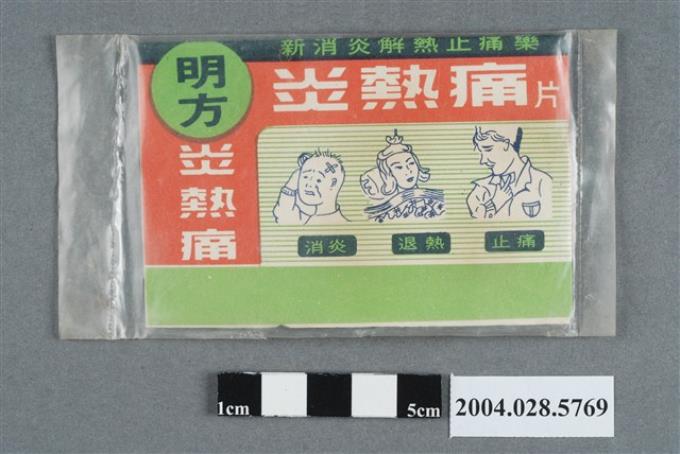 新消炎解熱止痛藥
明方
炎熱痛片
炎熱痛
消炎 退熱 止痛
1cm 5cm
2004.028.5769